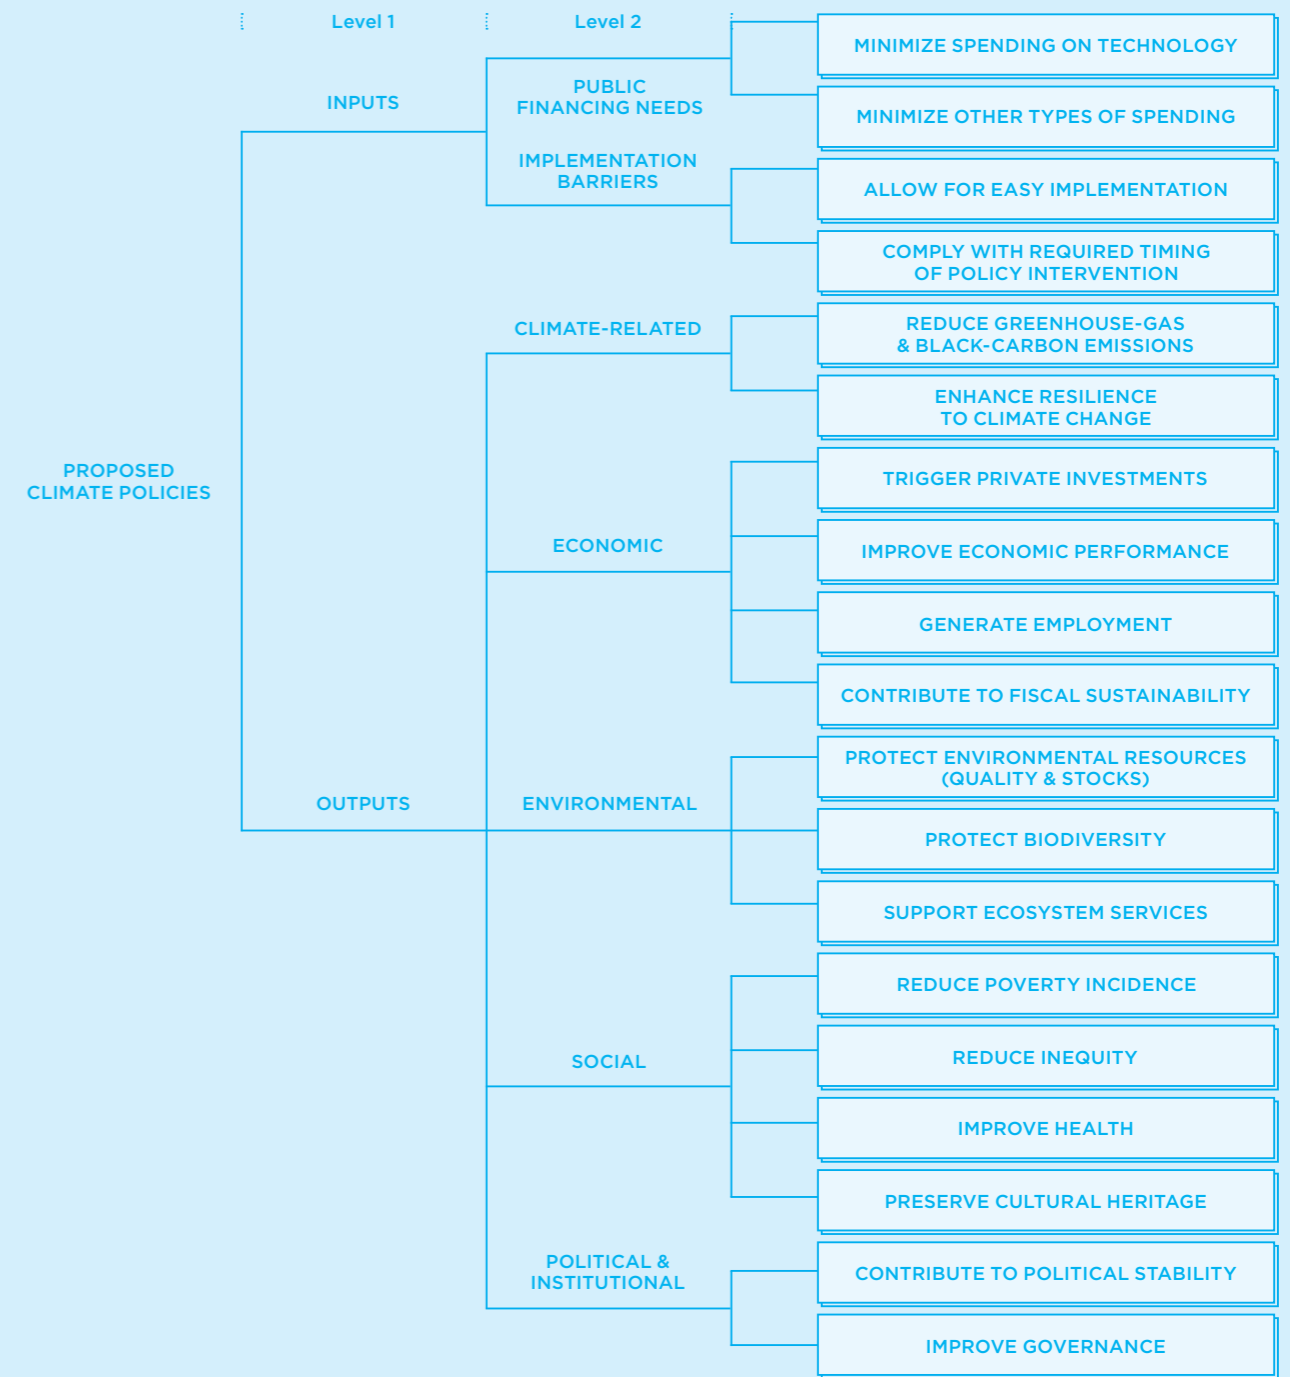 Level 1
Level 2
MINIMIZE SPENDING ON TECHNOLOGY
INPUTS
PUBLIC
FINANCING NEEDS
MINIMIZE OTHER TYPES OF SPENDING
IMPLEMENTATION
BARRIERS
ALLOW FOR EASY IMPLEMENTATION
COMPLY WITH REQUIRED TIMING
OF POLICY INTERVENTION
CLIMATE-RELATED
REDUCE GREENHOUSE-GAS
& BLACK-CARBON EMISSIONS
ENHANCE RESILIENCE
TO CLIMATE CHANGE
PROPOSED
CLIMATE POLICIES
TRIGGER PRIVATE INVESTMENTS
ECONOMIC
IMPROVE ECONOMIC PERFORMANCE
GENERATE EMPLOYMENT
CONTRIBUTE TO FISCAL SUSTAINABILITY
OUTPUTS
ENVIRONMENTAL
PROTECT ENVIRONMENTAL RESOURCES
(QUALITY & STOCKS)
PROTECT BIODIVERSITY
SUPPORT ECOSYSTEM SERVICES
REDUCE POVERTY INCIDENCE
SOCIAL
REDUCE INEQUITY
IMPROVE HEALTH
PRESERVE CULTURAL HERITAGE
POLITICAL &
INSTITUTIONAL
CONTRIBUTE TO POLITICAL STABILITY
IMPROVE GOVERNANCE